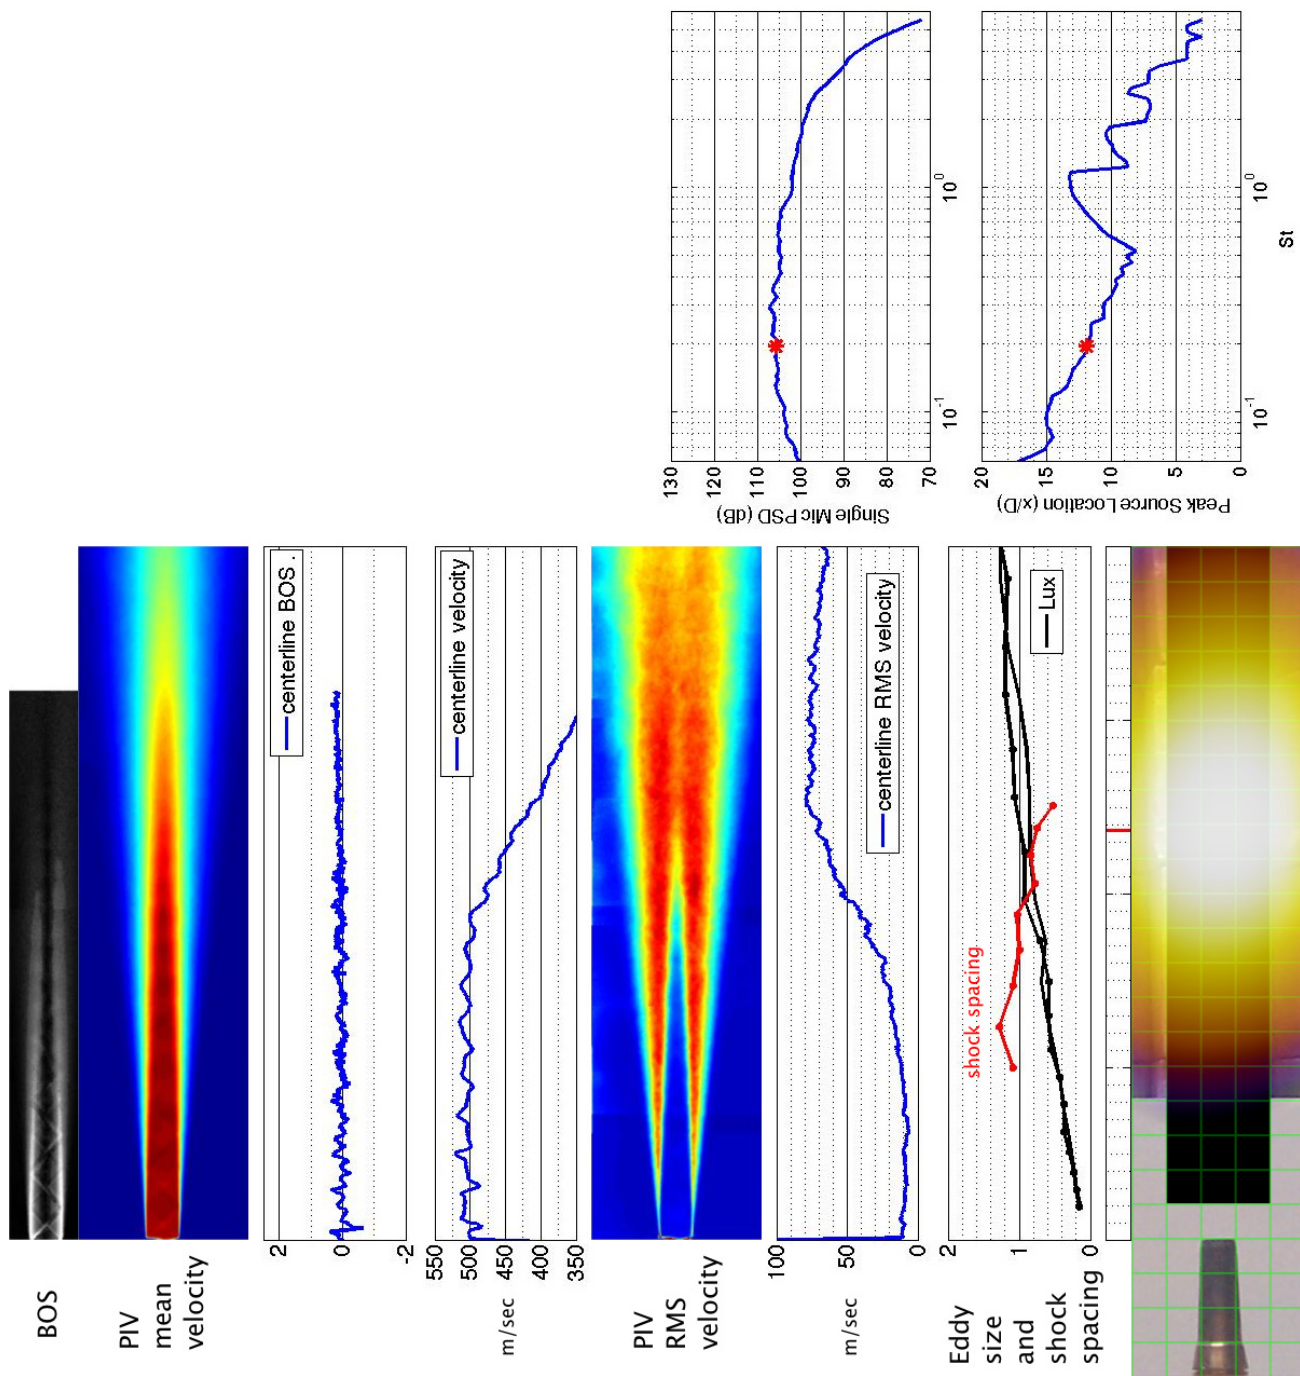 BOS
PIV
mean
velocity
2
0
-2
centerline BOS.
550
500
450
400
350
m/sec
centerline velocity
PIV
RMS
velocity
100
50
0
m/sec
centerline RMS velocity
Eddy
size
and
shock
spacing
2
1
0
shock spacing
Lux
130
120
110
100
90
80
70
Single Mic PSD (dB)
10⁻¹
10⁰
20
15
10
5
0
Peak Source Location (x/D)
10⁻¹
10⁰
St